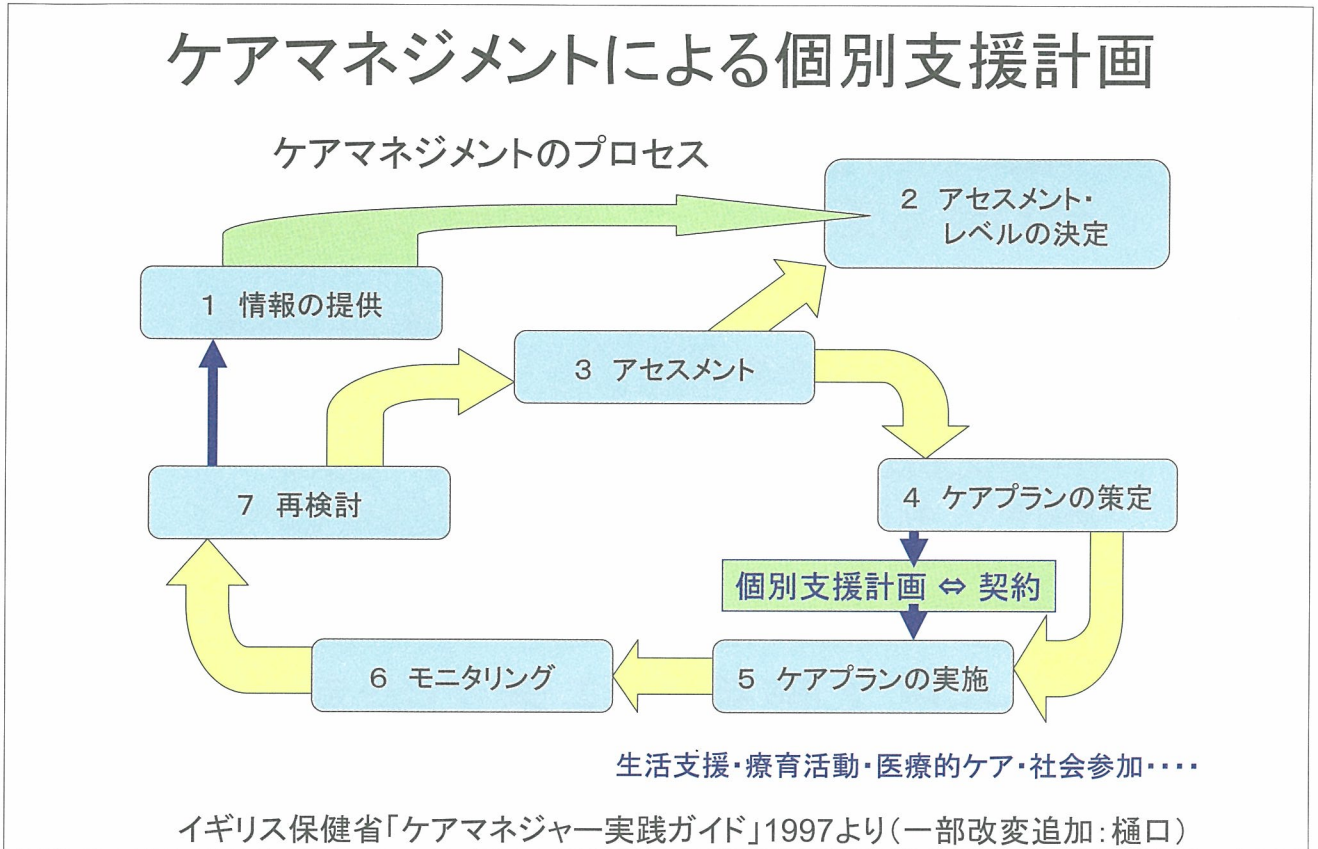 ケアマネジメントによる個別支援計画
ケアマネジメントのプロセス
2 アセスメント・
レベルの決定
1 情報の提供
3 アセスメント
7 再検討
4 ケアプランの策定
個別支援計画 ⇔ 契約
6 モニタリング
5 ケアプランの実施
生活支援・療育活動・医療的ケア・社会参加・・・・
イギリス保健省「ケアマネジャー実践ガイド」1997より(一部改変追加:樋口)